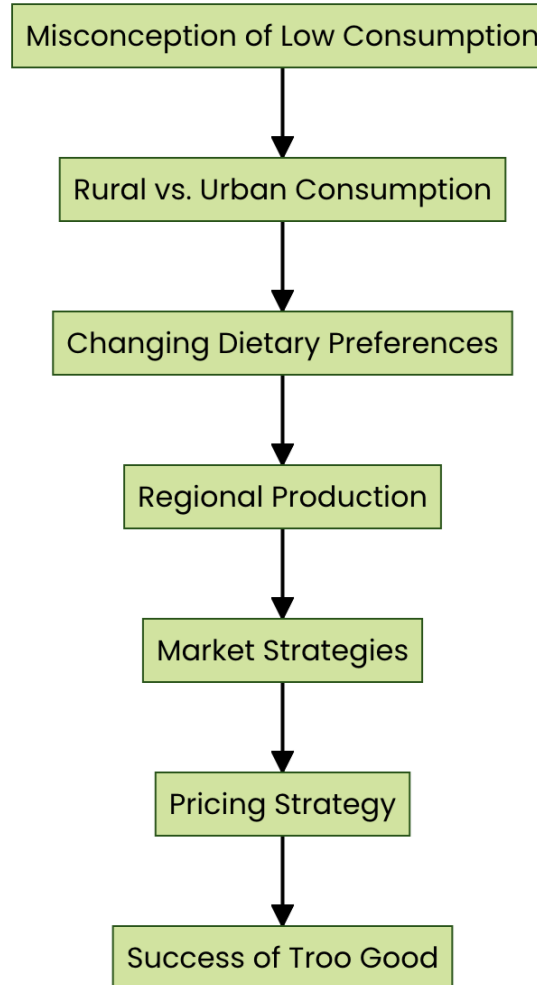 Misconception of Low Consumption
Rural vs. Urban Consumption
Changing Dietary Preferences
Regional Production
Market Strategies
Pricing Strategy
Success of Troo Good